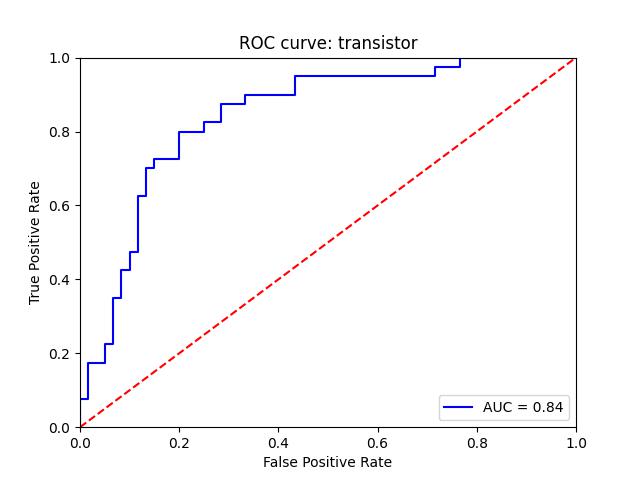 ROC curve: transistor
1.0
0.8
0.6
0.4
0.2
0.0
True Positive Rate
AUC = 0.84
0.0 0.2 0.4 0.6 0.8 1.0
False Positive Rate